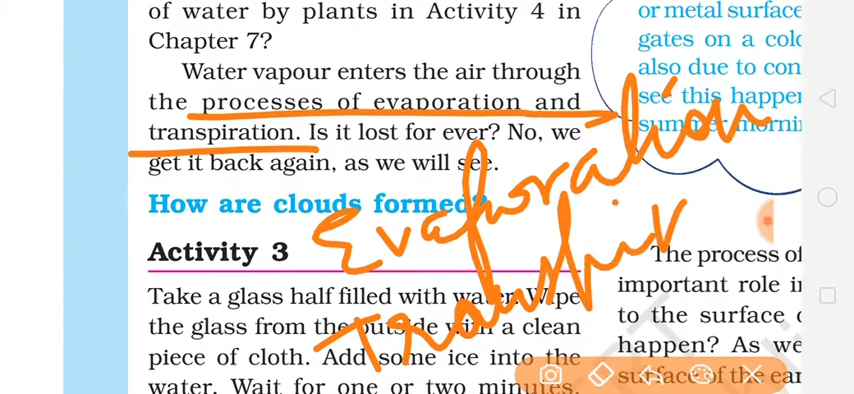 of water by plants in Activity 4 in
Chapter 7?
Water vapour enters the air through
the processes of evaporation and
transpiration. Is it lost for ever? No, we
get it back again, as we will see.
How are clouds formed?
Activity 3
Take a glass half filled with water. Wipe
the glass from the outside with a clean
piece of cloth. Add some ice into the
water. Wait for one or two minutes.
or metal surface
gates on a cold
also due to con
see this happen
summer mornin
The process of
important role in
to the surface o
happen? As we
surface of the ear
Evaporation
Transpir